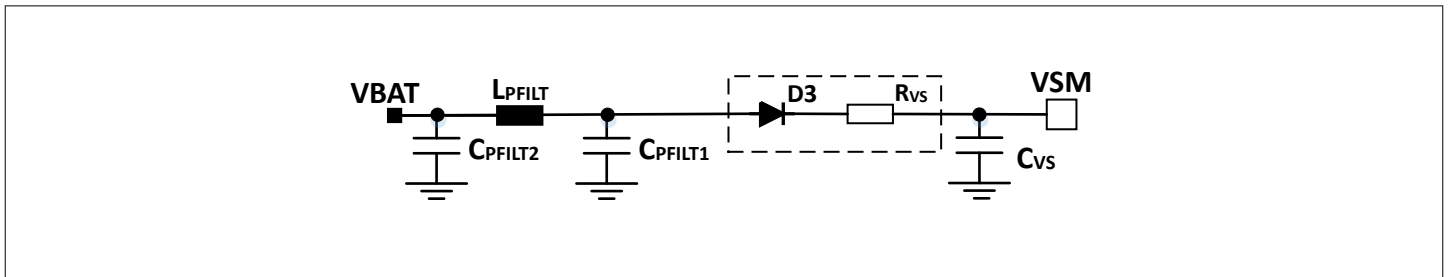 VBAT
LPFILT
D3
RVS
VSM
CPFILT2
CPFILT1
CVS